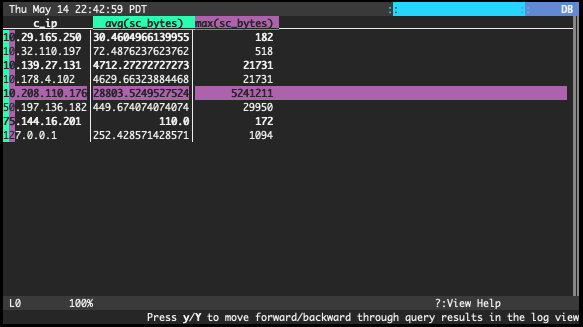 Thu May 14 22:42:59 PDT : : : DB
c_ip avg(sc_bytes) max(sc_bytes)
10.29.165.250 30.4604966139955 182
10.32.110.197 72.4876237623762 518
10.139.27.131 4712.27272727273 21731
10.178.4.102 4629.66323884468 21731
10.208.110.176 28803.5249527524 5241211
50.197.136.182 449.674074074074 29950
75.144.16.201 110.0 172
127.0.0.1 252.428571428571 1094
L0 100% ?:View Help
Press y/Y to move forward/backward through query results in the log view